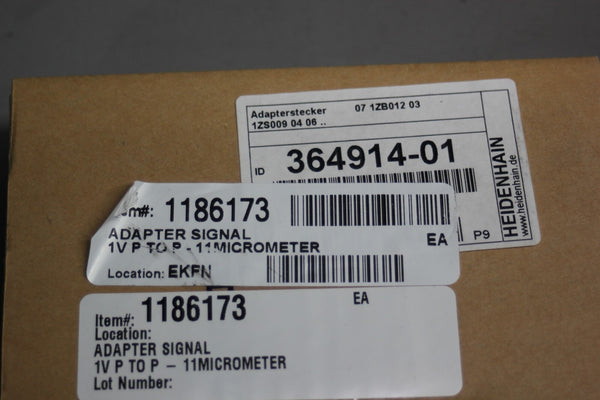 Adapterstecker 07 1ZB012 03
1ZS009 04 06 ..
ID 364914-01
P9
HEIDENHAIN
www.heidenhain.de
Item#: 1186173
ADAPTER SIGNAL
1V P TO P - 11MICROMETER EA
Location: EKFN
Item#: 1186173 EA
Location:
ADAPTER SIGNAL
1V P TO P – 11MICROMETER
Lot Number: